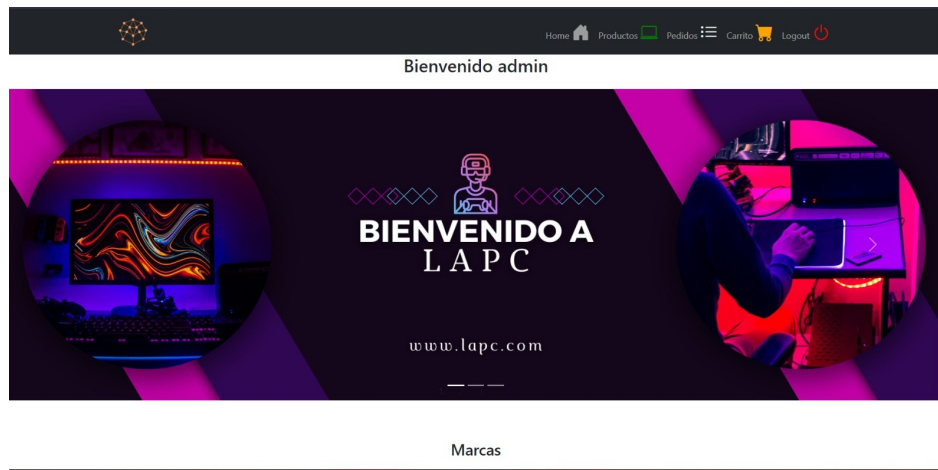 Home Productos Pedidos Carrito Logout
Bienvenido admin
BIENVENIDO A
LAPC
www.lapc.com
Marcas